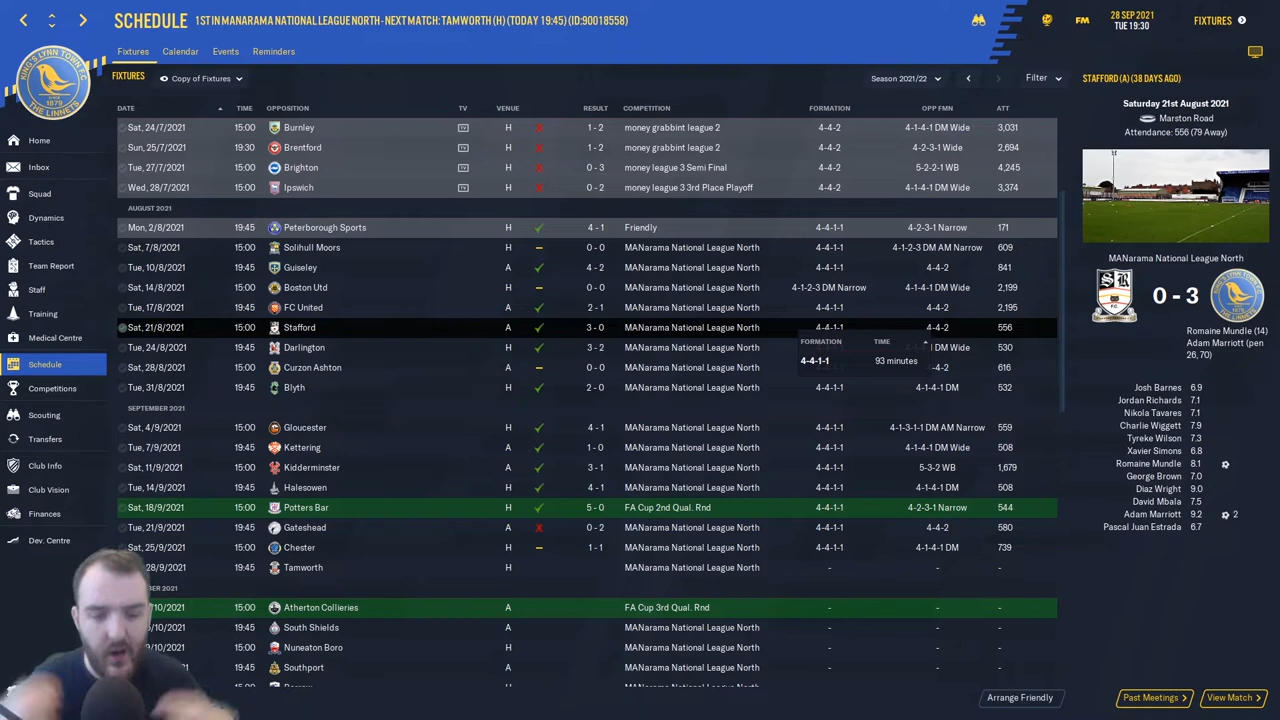 SCHEDULE 1ST IN MANARAMA NATIONAL LEAGUE NORTH - NEXT MATCH: TAMWORTH (H) (TODAY 19:45) (ID:90018558)
FM 28 SEP 2021 TUE 19:30 FIXTURES
Fixtures Calendar Events Reminders
KING'S LYNN TOWN F.C. 1879 THE LINNETS
FIXTURES Copy of Fixtures Season 2021/22 Filter
DATE TIME OPPOSITION TV VENUE RESULT COMPETITION FORMATION OPP FMN ATT
Sat, 24/7/2021 15:00 Burnley TV H 1 - 2 money grabbint league 2 4-4-2 4-1-4-1 DM Wide 3,031
Sun, 25/7/2021 19:30 Brentford TV H 1 - 2 money grabbint league 2 4-4-2 4-2-3-1 Wide 2,694
Tue, 27/7/2021 15:00 Brighton TV H 0 - 3 money league 3 Semi Final 4-4-2 5-2-2-1 WB 4,245
Wed, 28/7/2021 15:00 Ipswich TV H 0 - 2 money league 3 3rd Place Playoff 4-4-2 4-1-4-1 DM Wide 3,374
AUGUST 2021
Mon, 2/8/2021 19:45 Peterborough Sports H 4 - 1 Friendly 4-4-1-1 4-2-3-1 Narrow 171
Sat, 7/8/2021 15:00 Solihull Moors H 0 - 0 MANarama National League North 4-4-1-1 4-1-2-3 DM AM Narrow 609
Tue, 10/8/2021 19:45 Guiseley A 4 - 2 MANarama National League North 4-4-1-1 4-4-2 841
Sat, 14/8/2021 15:00 Boston Utd H 0 - 0 MANarama National League North 4-1-2-3 DM Narrow 4-1-4-1 DM Wide 2,199
Tue, 17/8/2021 19:45 FC United A 2 - 1 MANarama National League North 4-4-1-1 4-4-2 2,195
Sat, 21/8/2021 15:00 Stafford A 3 - 0 MANarama National League North 4-4-1-1 4-4-2 556
FORMATION TIME
Tue, 24/8/2021 19:45 Darlington H 3 - 2 MANarama National League North DM Wide 530
4-4-1-1 93 minutes
Sat, 28/8/2021 15:00 Curzon Ashton A 0 - 0 MANarama National League North -4-2 616
Tue, 31/8/2021 19:45 Blyth H 2 - 0 MANarama National League North 4-4-1-1 4-1-4-1 DM 532
SEPTEMBER 2021
Sat, 4/9/2021 15:00 Gloucester H 4 - 1 MANarama National League North 4-4-1-1 4-1-3-1-1 DM AM Narrow 559
Tue, 7/9/2021 19:45 Kettering A 1 - 0 MANarama National League North 4-4-1-1 4-1-4-1 DM Wide 508
Sat, 11/9/2021 15:00 Kidderminster A 3 - 1 MANarama National League North 4-4-1-1 5-3-2 WB 1,679
Tue, 14/9/2021 19:45 Halesowen H 4 - 1 MANarama National League North 4-4-1-1 4-1-4-1 DM 508
Sat, 18/9/2021 15:00 Potters Bar H 5 - 0 FA Cup 2nd Qual. Rnd 4-4-1-1 4-2-3-1 Narrow 544
Tue, 21/9/2021 19:45 Gateshead A 0 - 2 MANarama National League North 4-4-1-1 4-4-2 580
Sat, 25/9/2021 15:00 Chester H 1 - 1 MANarama National League North 4-4-1-1 4-1-4-1 DM 739
28/9/2021 19:45 Tamworth H MANarama National League North - - -
MBER 2021
/10/2021 15:00 Atherton Collieries A FA Cup 3rd Qual. Rnd - - -
/10/2021 19:45 South Shields A MANarama National League North - - -
/10/2021 15:00 Nuneaton Boro H MANarama National League North - - -
/10/2021 15:00 Southport A MANarama National League North - - -
Home
Inbox
Squad
Dynamics
Tactics
Team Report
Staff
Training
Medical Centre
Schedule
Competitions
Scouting
Transfers
Club Info
Club Vision
Finances
Dev. Centre
STAFFORD (A) (38 DAYS AGO)
Saturday 21st August 2021
Marston Road
Attendance: 556 (79 Away)
MANarama National League North
SR F.C. 0 - 3
Romaine Mundle (14)
Adam Marriott (pen
26,70)
Josh Barnes 6.9
Jordan Richards 7.1
Nikola Tavares 7.1
Charlie Wiggett 7.9
Tyreke Wilson 7.3
Xavier Simons 6.8
Romaine Mundle 8.1
George Brown 7.0
Diaz Wright 9.0
David Mbala 7.5
Adam Marriott 9.2 2
Pascal Juan Estrada 6.7
Arrange Friendly Past Meetings View Match